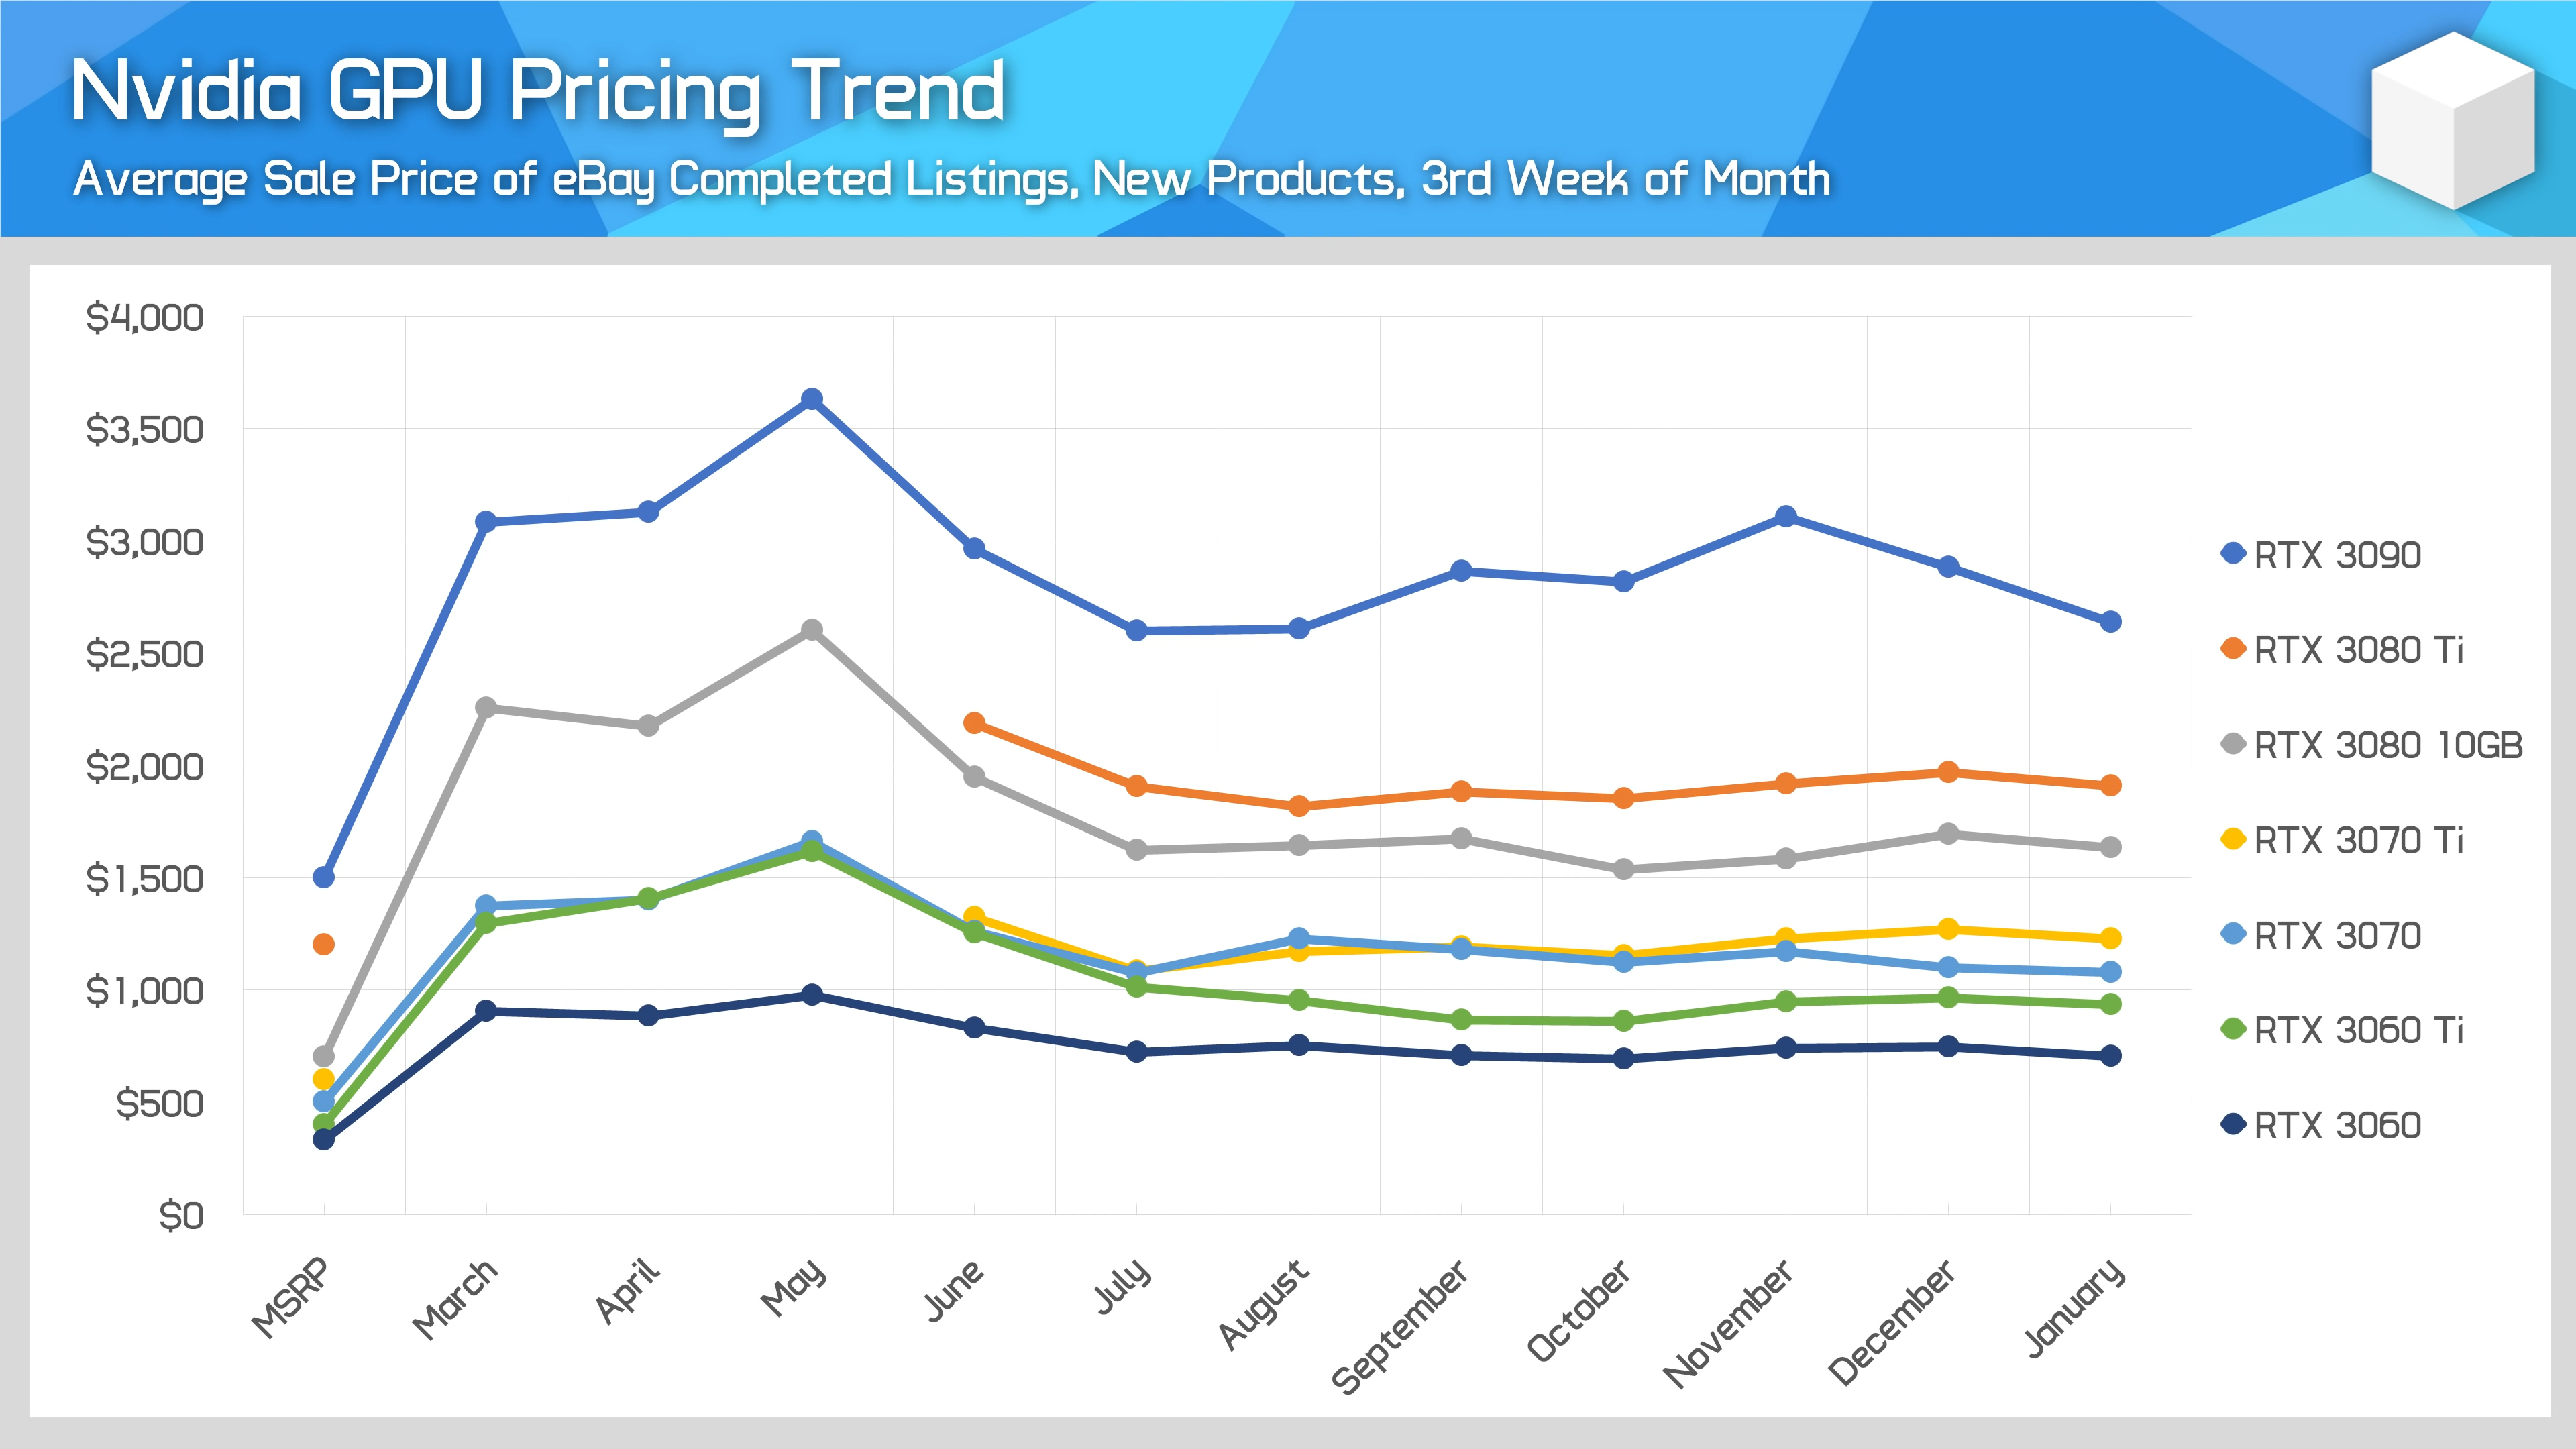 Nvidia GPU Pricing Trend
Average Sale Price of eBay Completed Listings, New Products, 3rd Week of Month
$4,000
$3,500
$3,000
$2,500
$2,000
$1,500
$1,000
$500
$0
MSRP
March
April
May
June
July
August
September
October
November
December
January
RTX 3090
RTX 3080 Ti
RTX 3080 10GB
RTX 3070 Ti
RTX 3070
RTX 3060 Ti
RTX 3060